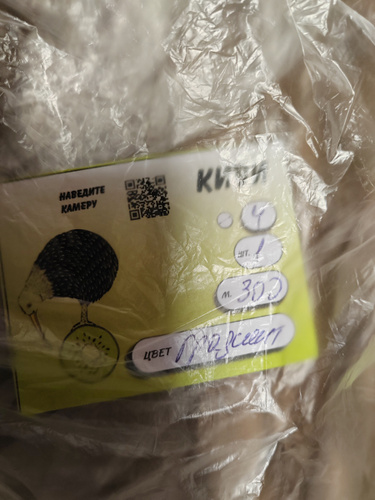 КИВИ
НАВЕДИТЕ
КАМЕРУ
4
шт. 1
м. 300
ЦВЕТ